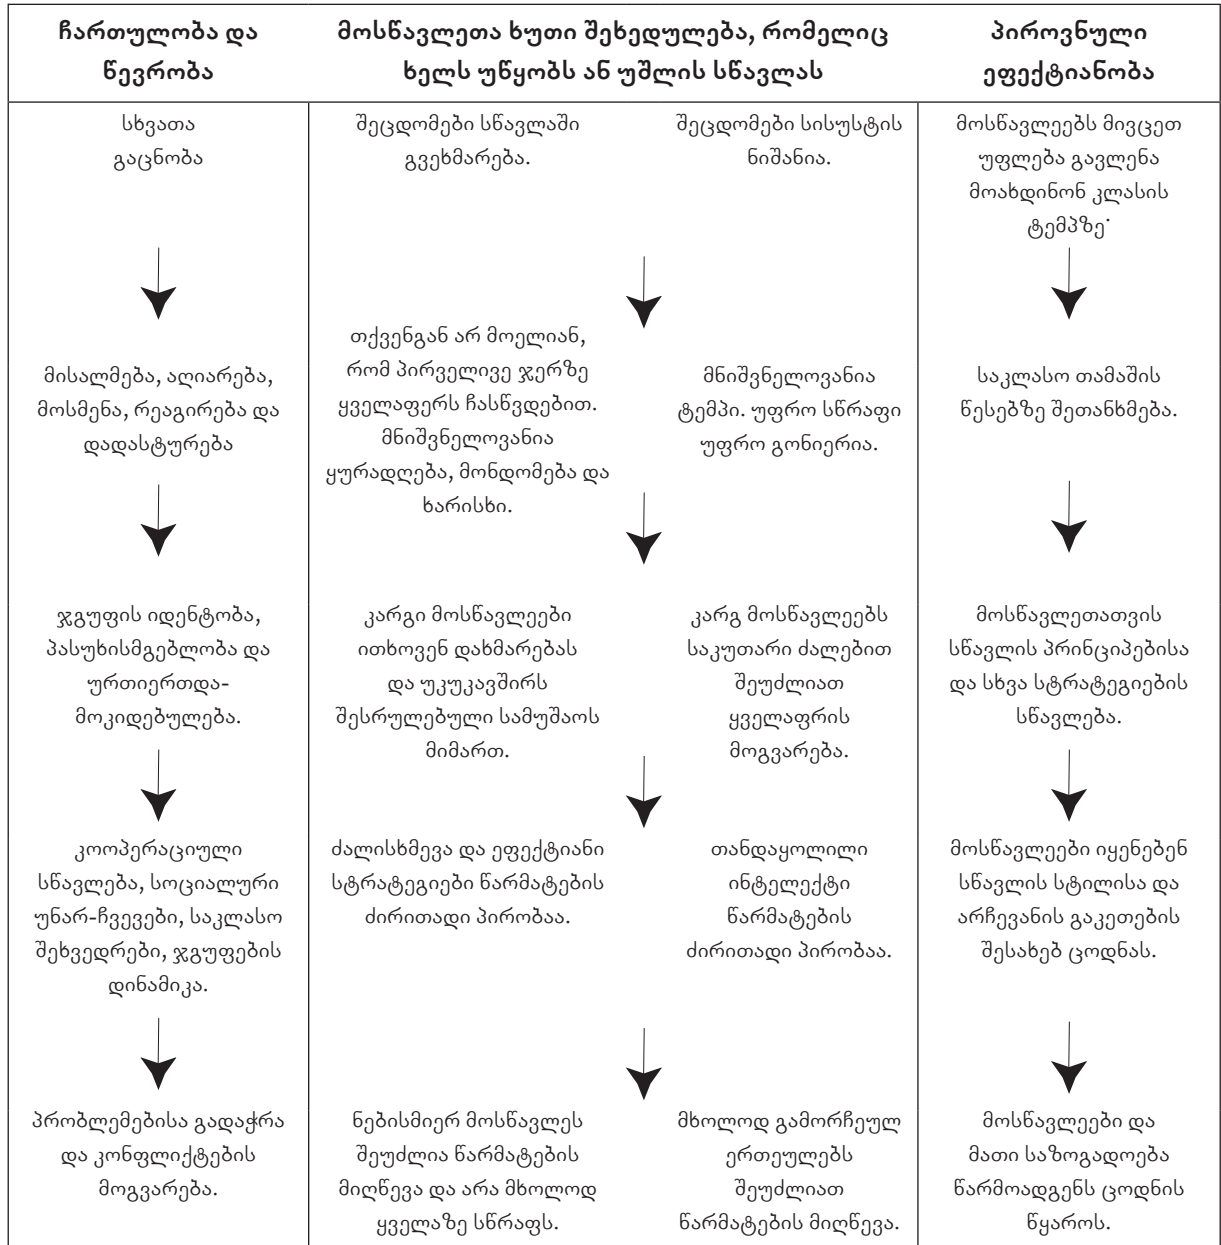 ჩართულობა და
წევრობა
მოსწავლეთა ხუთი შეხედულება, რომელიც
ხელს უწყობს ან უშლის სწავლას
პიროვნული
ეფექტიანობა
სხვათა
გაცნობა
შეცდომები სწავლაში
გვეხმარება.
შეცდომები სისუსტის
ნიშანია.
მოსწავლეებს მივცეთ
უფლება გავლენა
მოახდინონ კლასის
ტემპზე˙
მისალმება, აღიარება,
მოსმენა, რეაგირება და
დადასტურება
თქვენგან არ მოელიან,
რომ პირველივე ჯერზე
ყველაფერს ჩასწვდებით.
მნიშვნელოვანია
ყურადღება, მონდომება და
ხარისხი.
მნიშვნელოვანია
ტემპი. უფრო სწრაფი
უფრო გონიერია.
საკლასო თამაშის
წესებზე შეთანხმება.
ჯგუფის იდენტობა,
პასუხისმგებლობა და
ურთიერთდა-
მოკიდებულება.
კარგი მოსწავლეები
ითხოვენ დახმარებას
და უკუკავშირს
შესრულებული სამუშაოს
მიმართ.
კარგ მოსწავლეებს
საკუთარი ძალებით
შეუძლიათ
ყველაფრის
მოგვარება.
მოსწავლეთათვის
სწავლის პრინციპებისა
და სხვა სტრატეგიების
სწავლება.
კოოპერაციული
სწავლება, სოციალური
უნარ-ჩვევები, საკლასო
შეხვედრები, ჯგუფების
დინამიკა.
ძალისხმევა და ეფექტიანი
სტრატეგიები წარმატების
ძირითადი პირობაა.
თანდაყოლილი
ინტელექტი
წარმატების
ძირითადი პირობაა.
მოსწავლეები იყენებენ
სწავლის სტილისა და
არჩევანის გაკეთების
შესახებ ცოდნას.
პრობლემებისა გადაჭრა
და კონფლიქტების
მოგვარება.
ნებისმიერ მოსწავლეს
შეუძლია წარმატების
მიღწევა და არა მხოლოდ
ყველაზე სწრაფს.
მხოლოდ გამორჩეულ
ერთეულებს
შეუძლიათ
წარმატების მიღწევა.
მოსწავლეები და
მათი საზოგადოება
წარმოადგენს ცოდნის
წყაროს.